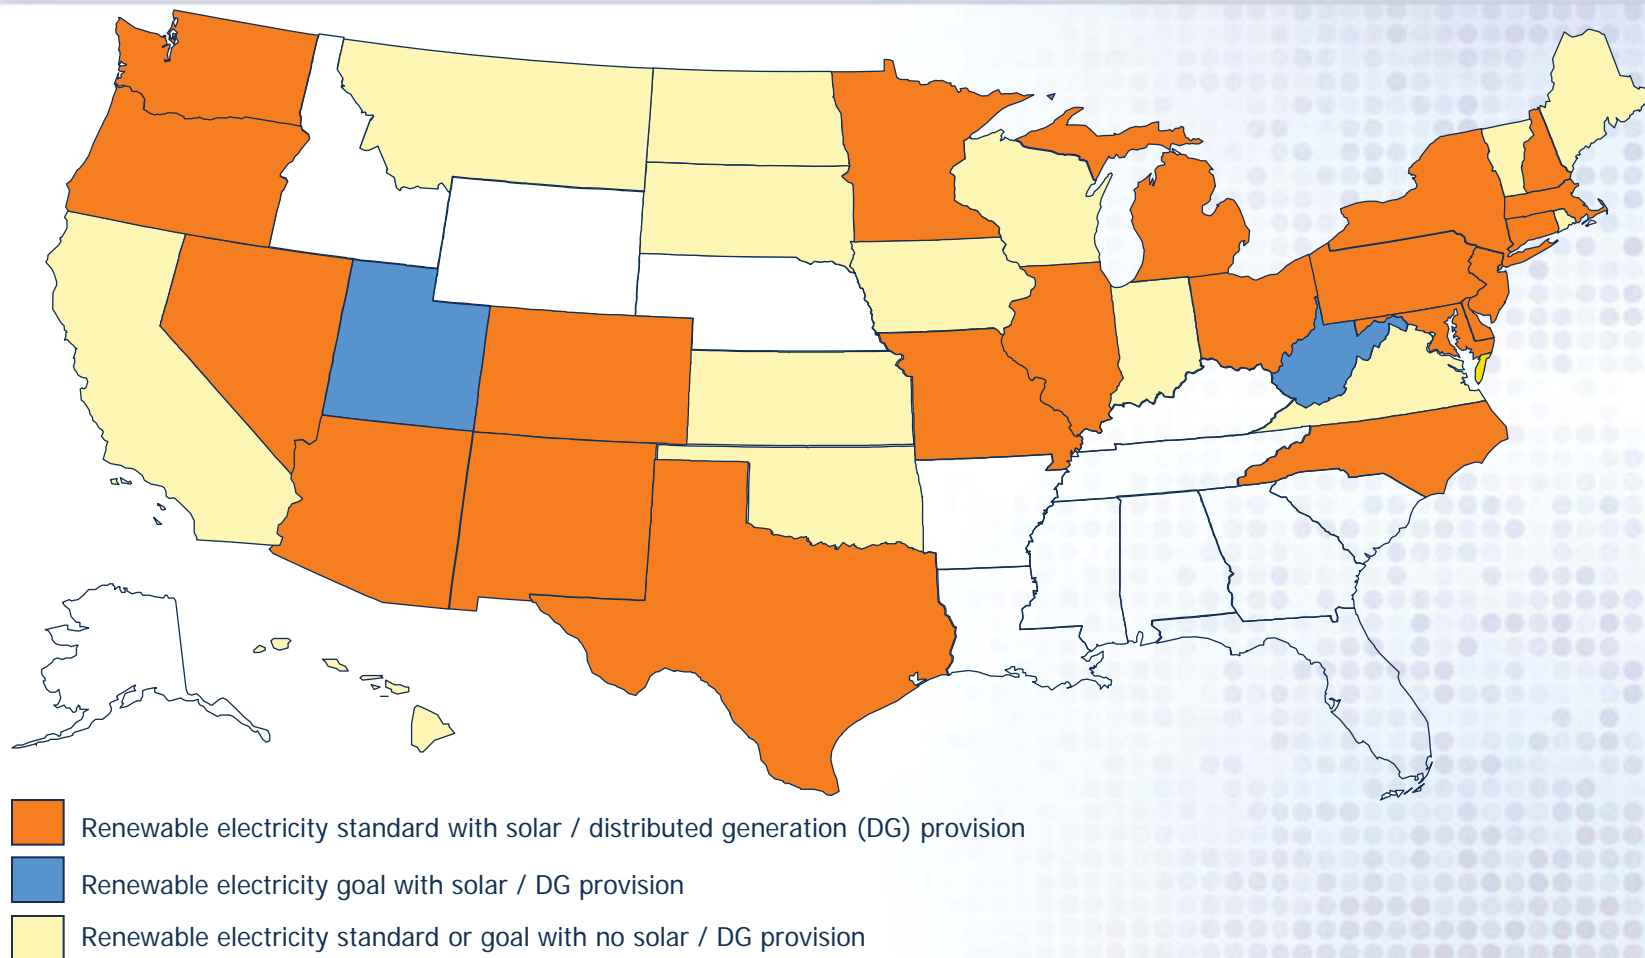 Renewable electricity standard with solar / distributed generation (DG) provision
Renewable electricity goal with solar / DG provision
Renewable electricity standard or goal with no solar / DG provision